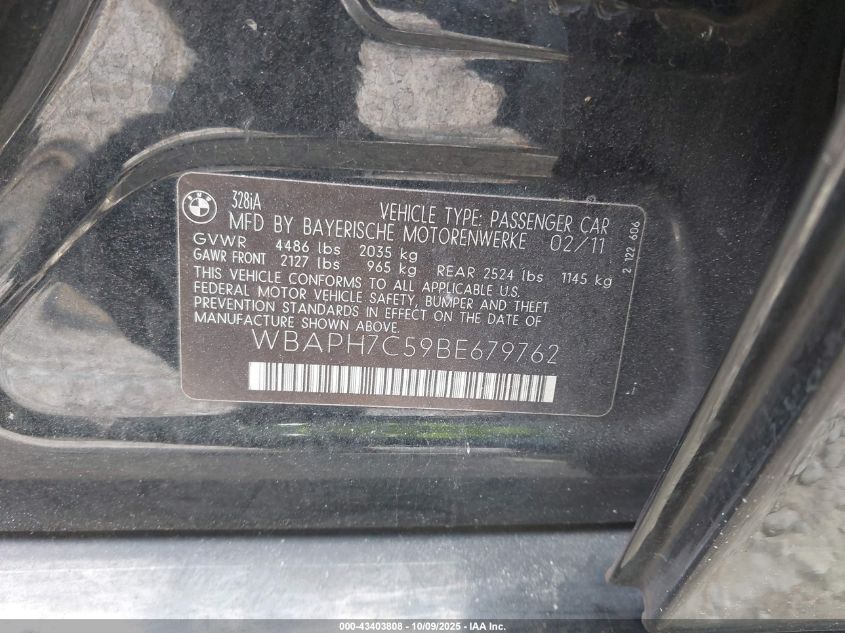 BMW
328iA
VEHICLE TYPE: PASSENGER CAR
MFD BY BAYERISCHE MOTORENWERKE 02/11
GVWR 4486 lbs 2035 kg
GAWR FRONT 2127 lbs 965 kg REAR 2524 lbs 1145 kg
THIS VEHICLE CONFORMS TO ALL APPLICABLE U.S.
FEDERAL MOTOR VEHICLE SAFETY, BUMPER AND THEFT
PREVENTION STANDARDS IN EFFECT ON THE DATE OF
MANUFACTURE SHOWN ABOVE.
WBAPH7C59BE679762
2 122 606
000-43403808 - 10/09/2025 - IAA Inc.